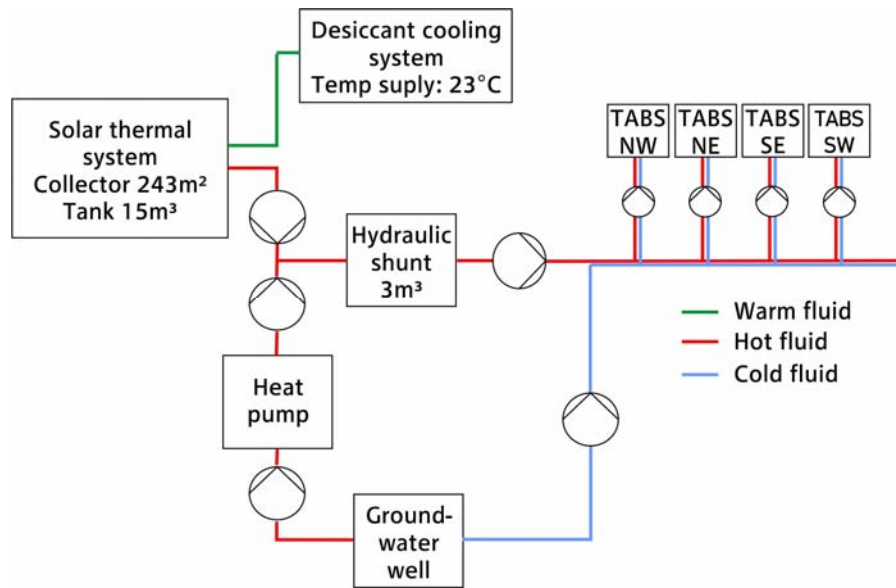 Desiccant cooling
system
Temp suply: 23°C
Solar thermal
system
Collector 243m²
Tank 15m³
TABS
NW
TABS
NE
TABS
SE
TABS
SW
Hydraulic
shunt
3m³
Warm fluid
Hot fluid
Cold fluid
Heat
pump
Ground-
water
well